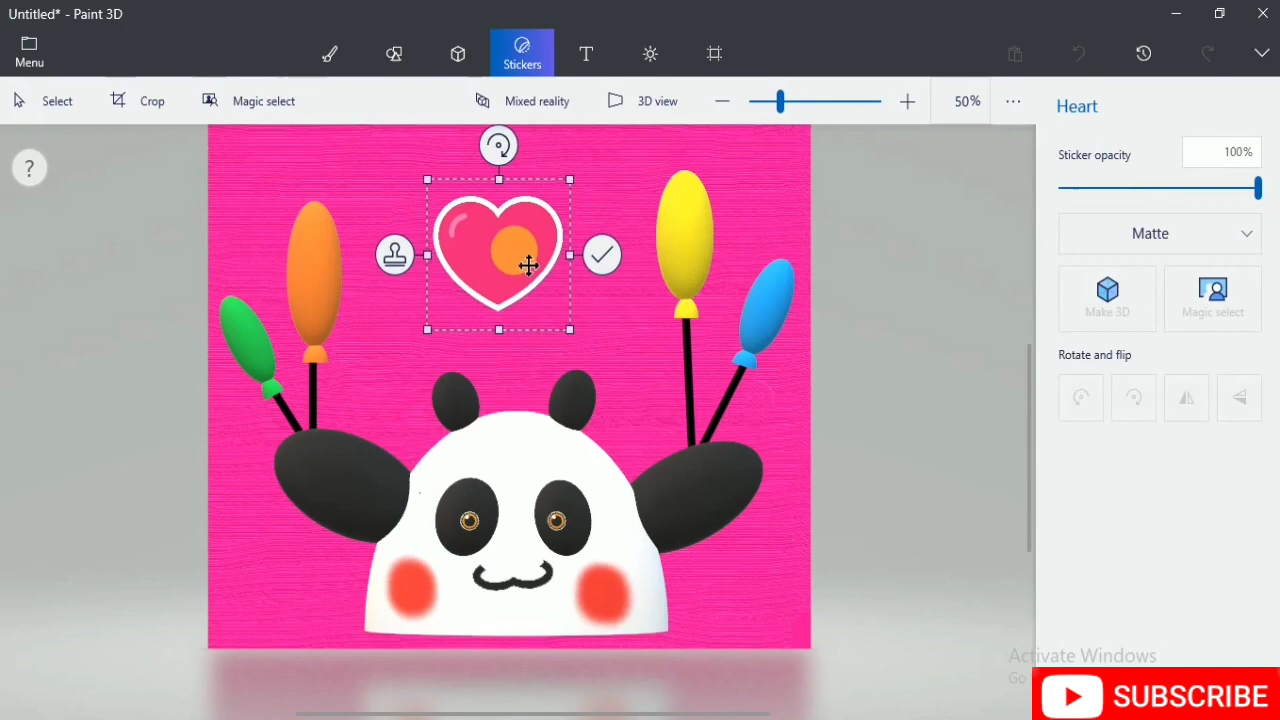 Untitled* - Paint 3D
Menu
Stickers
T
Select
Crop
Magic select
Mixed reality
3D view
50%
?
Heart
Sticker opacity
100%
Matte
Make 3D
Magic select
Rotate and flip
Activate Windows
Go
SUBSCRIBE